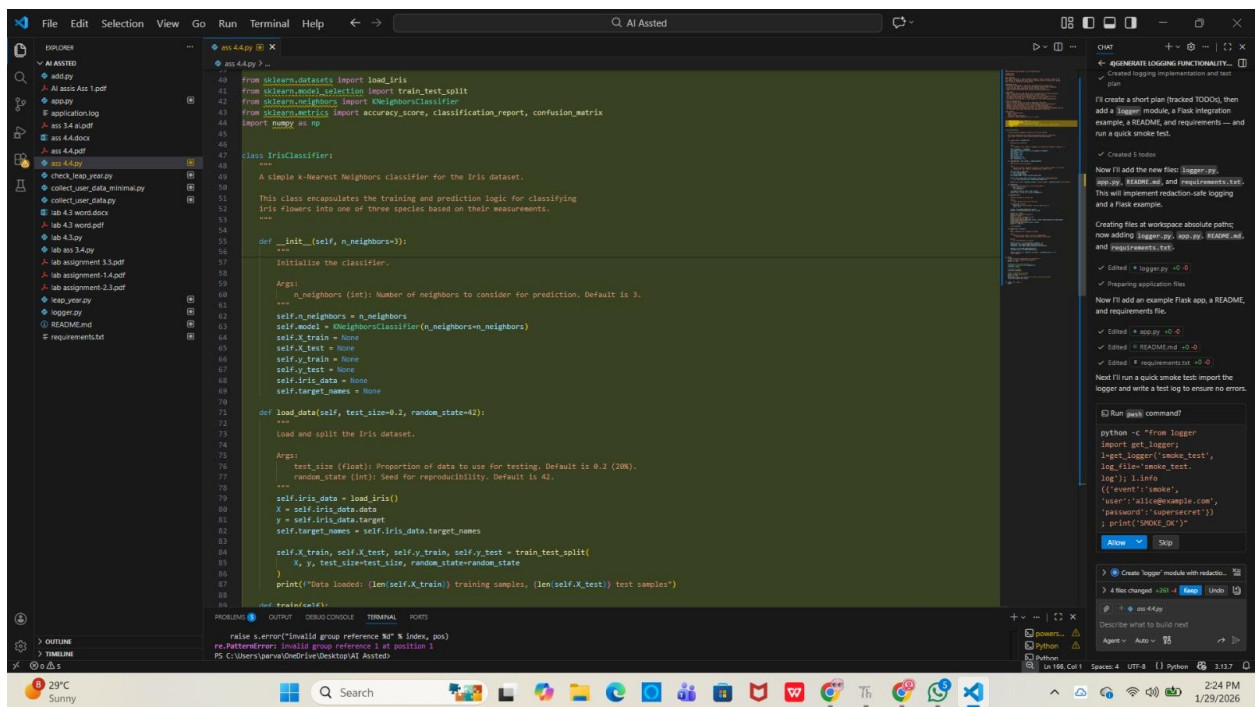 File Edit Selection View Go Run Terminal Help
AI Assted
EXPLORER
AI ASSTED
add.py
AI assis Ass 1.pdf
app.py
application.log
ass 3.4 ai.pdf
ass 4.4.docx
ass 4.4.pdf
ass 4.4.py
check_leap_year.py
collect_user_data_minimal.py
collect_user_data.py
lab 4.3 word.docx
lab 4.3 word.pdf
lab 4.3.py
lab ass 3.4.py
lab assignment 3.3.pdf
lab assignment-1.4.pdf
lab assignment-2.3.pdf
leap_year.py
logger.py
README.md
requirements.txt
OUTLINE
TIMELINE
ass 4.4.py
ass 4.4.py > ...
40 from sklearn.datasets import load_iris
41 from sklearn.model_selection import train_test_split
42 from sklearn.neighbors import KNeighborsClassifier
43 from sklearn.metrics import accuracy_score, classification_report, confusion_matrix
44 import numpy as np
45
46
47 class IrisClassifier:
48 """
49 A simple k-Nearest Neighbors classifier for the Iris dataset.
50
51 This class encapsulates the training and prediction logic for classifying
52 iris flowers into one of three species based on their measurements.
53 """
54
55 def __init__(self, n_neighbors=3):
56 """
57 Initialize the classifier.
58
59 Args:
60 n_neighbors (int): Number of neighbors to consider for prediction. Default is 3.
61 """
62 self.n_neighbors = n_neighbors
63 self.model = KNeighborsClassifier(n_neighbors=n_neighbors)
64 self.X_train = None
65 self.X_test = None
66 self.y_train = None
67 self.y_test = None
68 self.iris_data = None
69 self.target_names = None
70
71 def load_data(self, test_size=0.2, random_state=42):
72 """
73 Load and split the Iris dataset.
74
75 Args:
76 test_size (float): Proportion of data to use for testing. Default is 0.2 (20%).
77 random_state (int): Seed for reproducibility. Default is 42.
78 """
79 self.iris_data = load_iris()
80 X = self.iris_data.data
81 y = self.iris_data.target
82 self.target_names = self.iris_data.target_names
83
84 self.X_train, self.X_test, self.y_train, self.y_test = train_test_split(
85 X, y, test_size=test_size, random_state=random_state
86 )
87 print(f"Data loaded: {len(self.X_train)} training samples, {len(self.X_test)} test samples")
88
89 def train(self):
PROBLEMS 5 OUTPUT DEBUG CONSOLE TERMINAL PORTS
raise s.error("invalid group reference %d" % index, pos)
re.PatternError: invalid group reference 1 at position 1
PS C:\Users\parva\OneDrive\Desktop\AI Assted>
powers...
Python
Python
CHAT
4)GENERATE LOGGING FUNCTIONALITY...
Created logging implementation and test
plan
I'll create a short plan (tracked TODOs), then
add a logger module, a Flask integration
example, a README, and requirements — and
run a quick smoke test.
Created 5 todos
Now I'll add the new files: logger.py,
app.py, README.md, and requirements.txt.
This will implement redaction-safe logging
and a Flask example.
Creating files at workspace absolute paths;
now adding logger.py, app.py, README.md,
and requirements.txt.
Edited logger.py +0 -0
Preparing application files
Now I'll add an example Flask app, a README,
and requirements file.
Edited app.py +0 -0
Edited README.md +0 -0
Edited requirements.txt +0 -0
Next I'll run a quick smoke test: import the
logger and write a test log to ensure no errors.
Run pwsh command?
python -c "from logger
import get_logger;
l=get_logger('smoke_test',
log_file='smoke_test.
log'); l.info
({'event':'smoke',
'user':'alice@example.com',
'password':'supersecret'})
; print('SMOKE_OK')"
Allow Skip
Create 'logger' module with redactio...
4 files changed +261 -4 Keep Undo
ass 4.4.py
Describe what to build next
Agent Auto
0 5
Ln 166, Col 1 Spaces: 4 UTF-8 Python 3.13.7
29°C
Sunny
Search
2:24 PM
1/29/2026